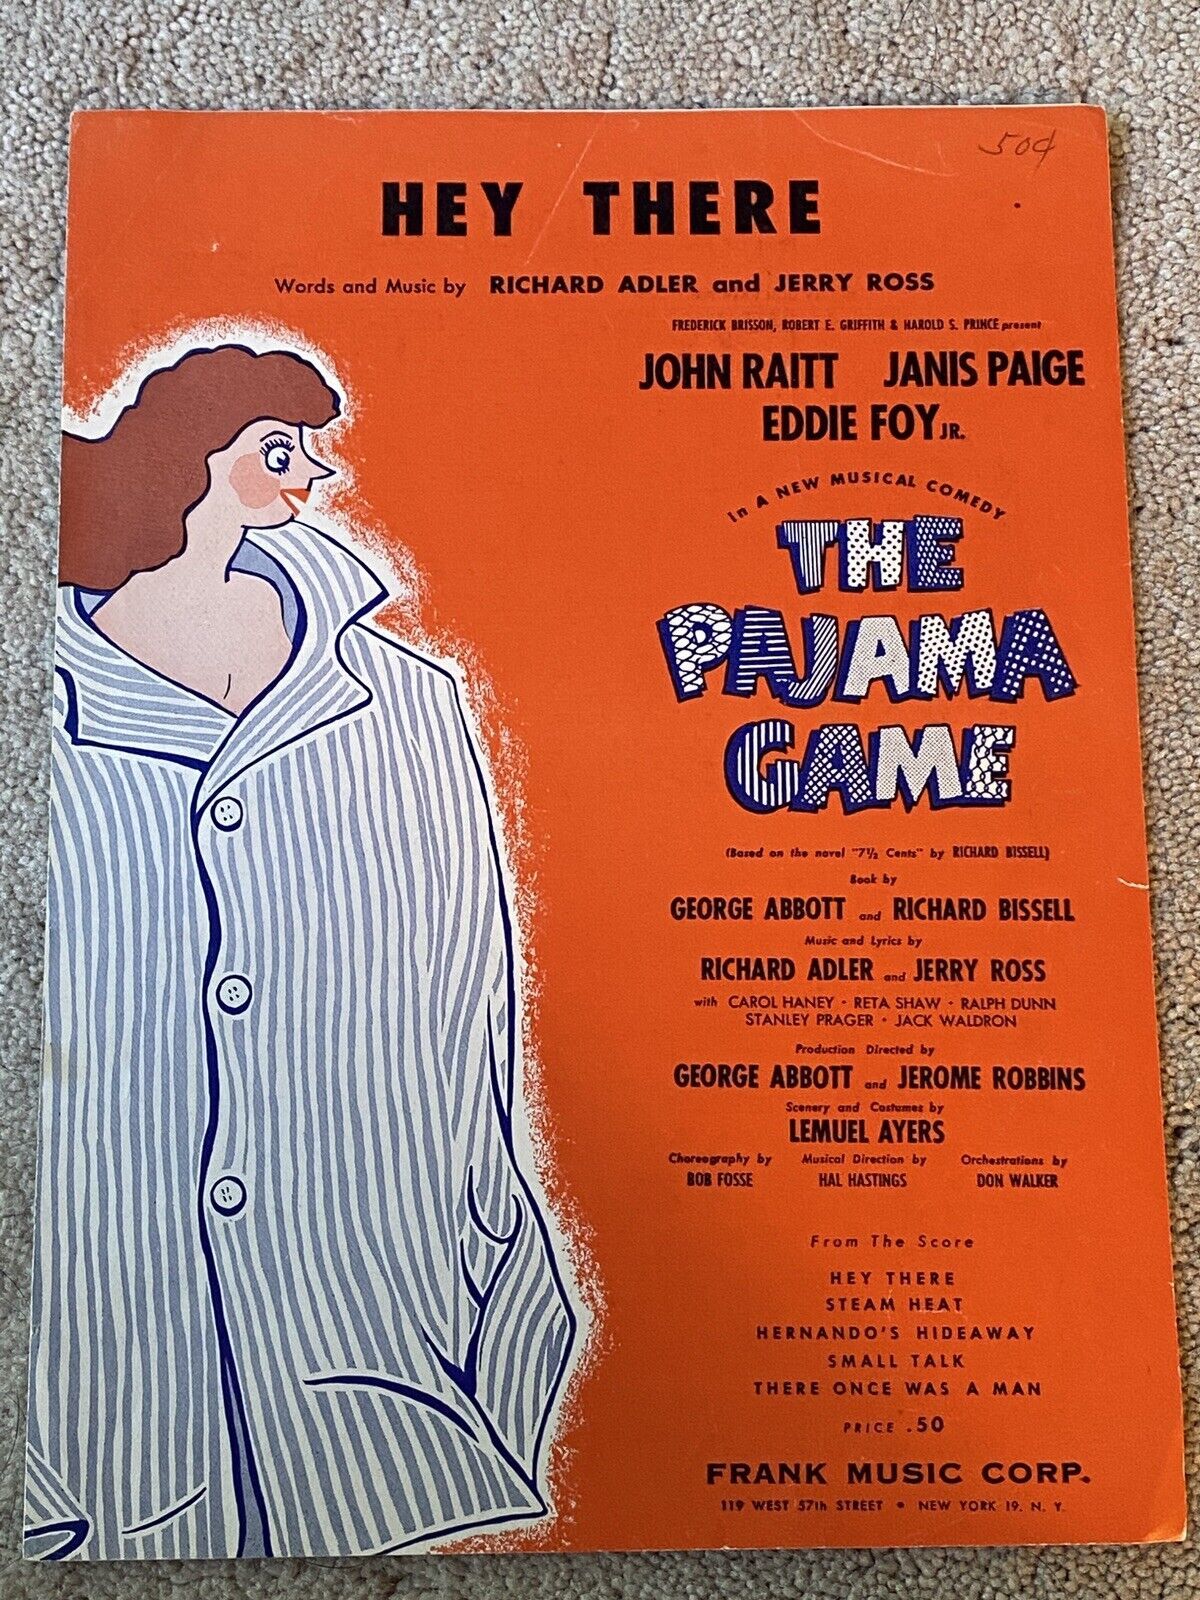 50¢
HEY THERE
Words and Music by RICHARD ADLER and JERRY ROSS
FREDERICK BRISSON, ROBERT E. GRIFFITH & HAROLD S. PRINCE present
JOHN RAITT JANIS PAIGE
EDDIE FOY JR.
in A NEW MUSICAL COMEDY
THE
PAJAMA
GAME
(Based on the novel "7½ Cents" by RICHARD BISSELL)
Book by
GEORGE ABBOTT and RICHARD BISSELL
Music and Lyrics by
RICHARD ADLER and JERRY ROSS
with CAROL HANEY • RETA SHAW • RALPH DUNN
STANLEY PRAGER • JACK WALDRON
Production Directed by
GEORGE ABBOTT and JEROME ROBBINS
Scenery and Costumes by
LEMUEL AYERS
Choreography by Musical Direction by Orchestrations by
BOB FOSSE HAL HASTINGS DON WALKER
From The Score
HEY THERE
STEAM HEAT
HERNANDO'S HIDEAWAY
SMALL TALK
THERE ONCE WAS A MAN
PRICE .50
FRANK MUSIC CORP.
119 WEST 57th STREET • NEW YORK 19, N. Y.